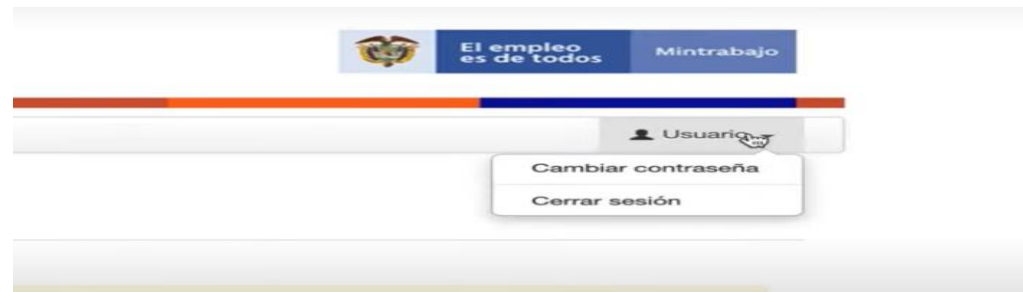 El empleo
es de todos
Mintrabajo
Usuario
Cambiar contraseña
Cerrar sesión